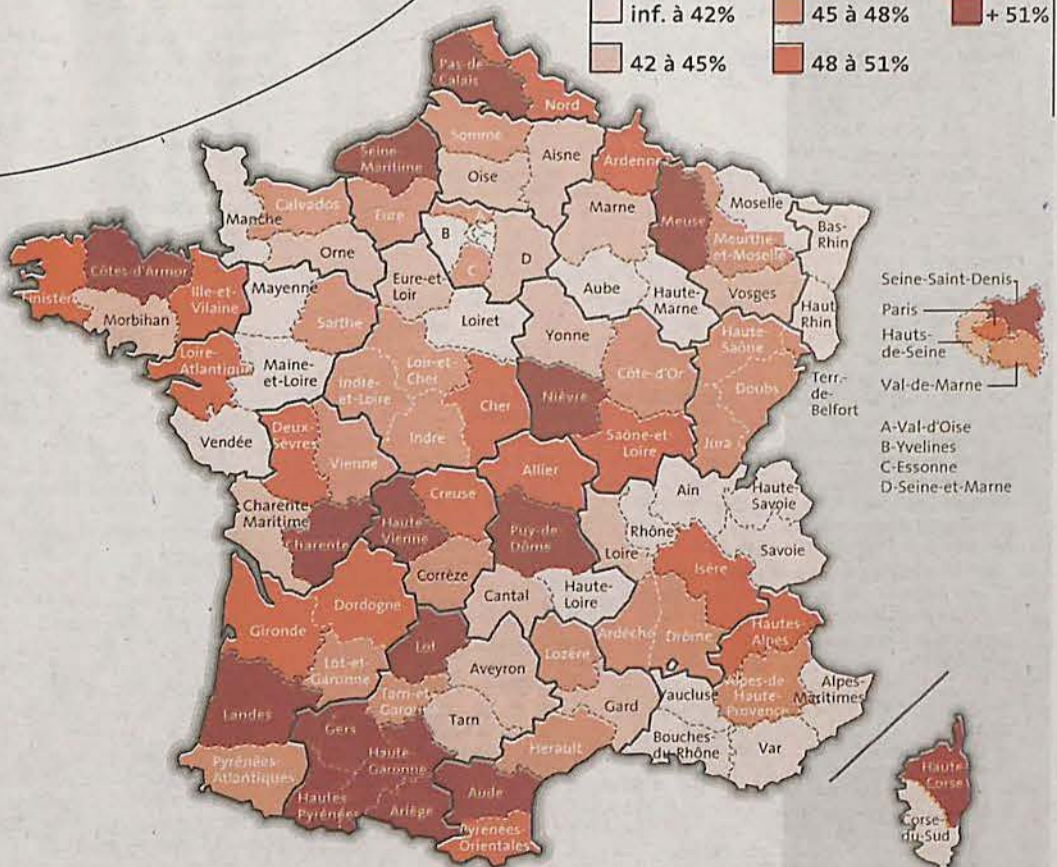 inf. à 42%
45 à 48%
+ 51%
42 à 45%
48 à 51%
Pas-de-
Calais
Nord
Somme
Aisne
Oise
Ardennes
Seine-
Maritime
Manche
Calvados
Eure
Orne
B
C
D
Marne
Meuse
Moselle
Meurthe-
et-Moselle
Bas-
Rhin
Haut
Rhin
Vosges
Aube
Haute-
Marne
Finistère
Côtes-d'Armor
Morbihan
Ille-et-
Vilaine
Mayenne
Sarthe
Eure-et-
Loir
Loiret
Yonne
Loire-
Atlantique
Maine-
et-Loire
Indre-
et-Loire
Loir-et-
Cher
Cher
Indre
Nièvre
Côte-d'Or
Haute-
Saône
Doubs
Jura
Terr.-
de-
Belfort
Saône-et-
Loire
Vendée
Deux-
Sèvres
Vienne
Charente-
Maritime
Charente
Haute-
Vienne
Creuse
Allier
Puy-de-
Dôme
Corrèze
Cantal
Haute-
Loire
Loire
Rhône
Ain
Haute-
Savoie
Savoie
Isère
Hautes-
Alpes
Gironde
Dordogne
Lot-et-
Garonne
Lot
Aveyron
Lozère
Ardèche
Drôme
Landes
Gers
Tarn-et-
Garon
Tarn
Gard
Vaucluse
Alpes-
de-
Haute-
Provence
Alpes-
Maritimes
Bouches-
du-Rhône
Var
Pyrénées-
Atlantiques
Hautes
Pyrénées
Haute
Garonne
Ariège
Aude
Pyrénées-
Orientales
Hérault
Haute-
Corse
Corse-
du-Sud
Seine-Saint-Denis
Paris
Hauts-
de-Seine
Val-de-Marne
A-Val-d'Oise
B-Yvelines
C-Essonne
D-Seine-et-Marne